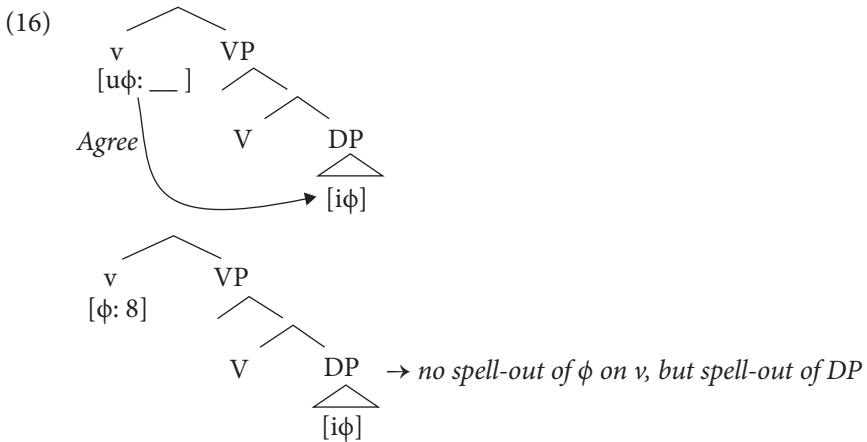 (16)
v VP
[uϕ: __ ]
Agree V DP
[iϕ]
v VP
[ϕ: 8]
V DP → no spell-out of ϕ on v, but spell-out of DP
[iϕ]